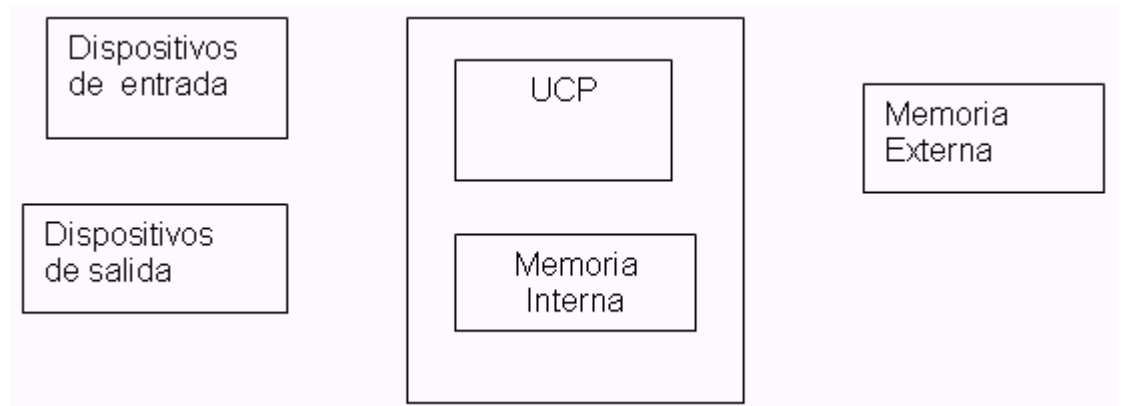 Dispositivos
de entrada
UCP
Memoria
Externa
Dispositivos
de salida
Memoria
Interna